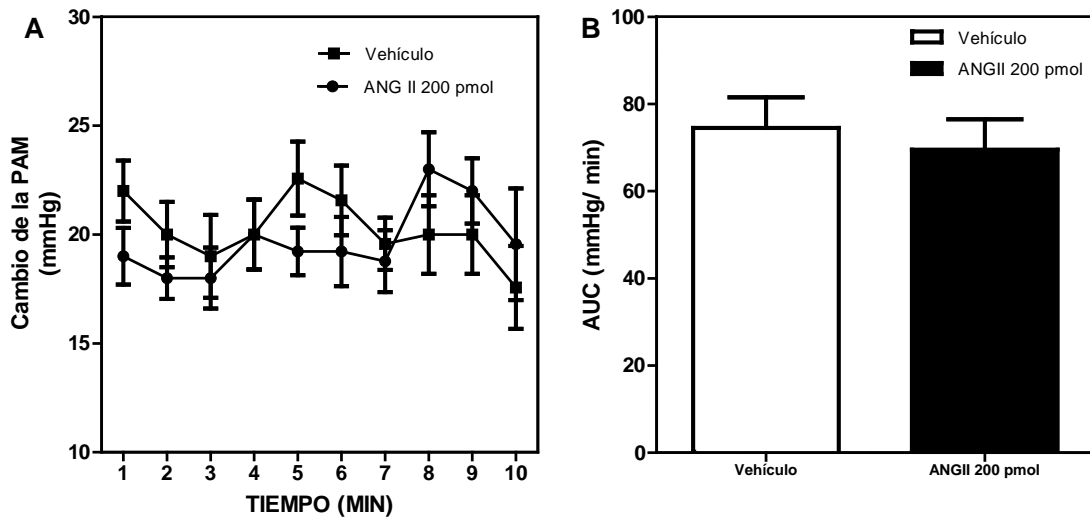 A
30
25
20
15
10
Cambio de la PAM
(mmHg)
Vehículo
ANG II 200 pmol
1 2 3 4 5 6 7 8 9 10
TIEMPO (MIN)
B
100
80
60
40
20
0
AUC (mmHg/ min)
Vehículo
ANGII 200 pmol
Vehículo ANGII 200 pmol